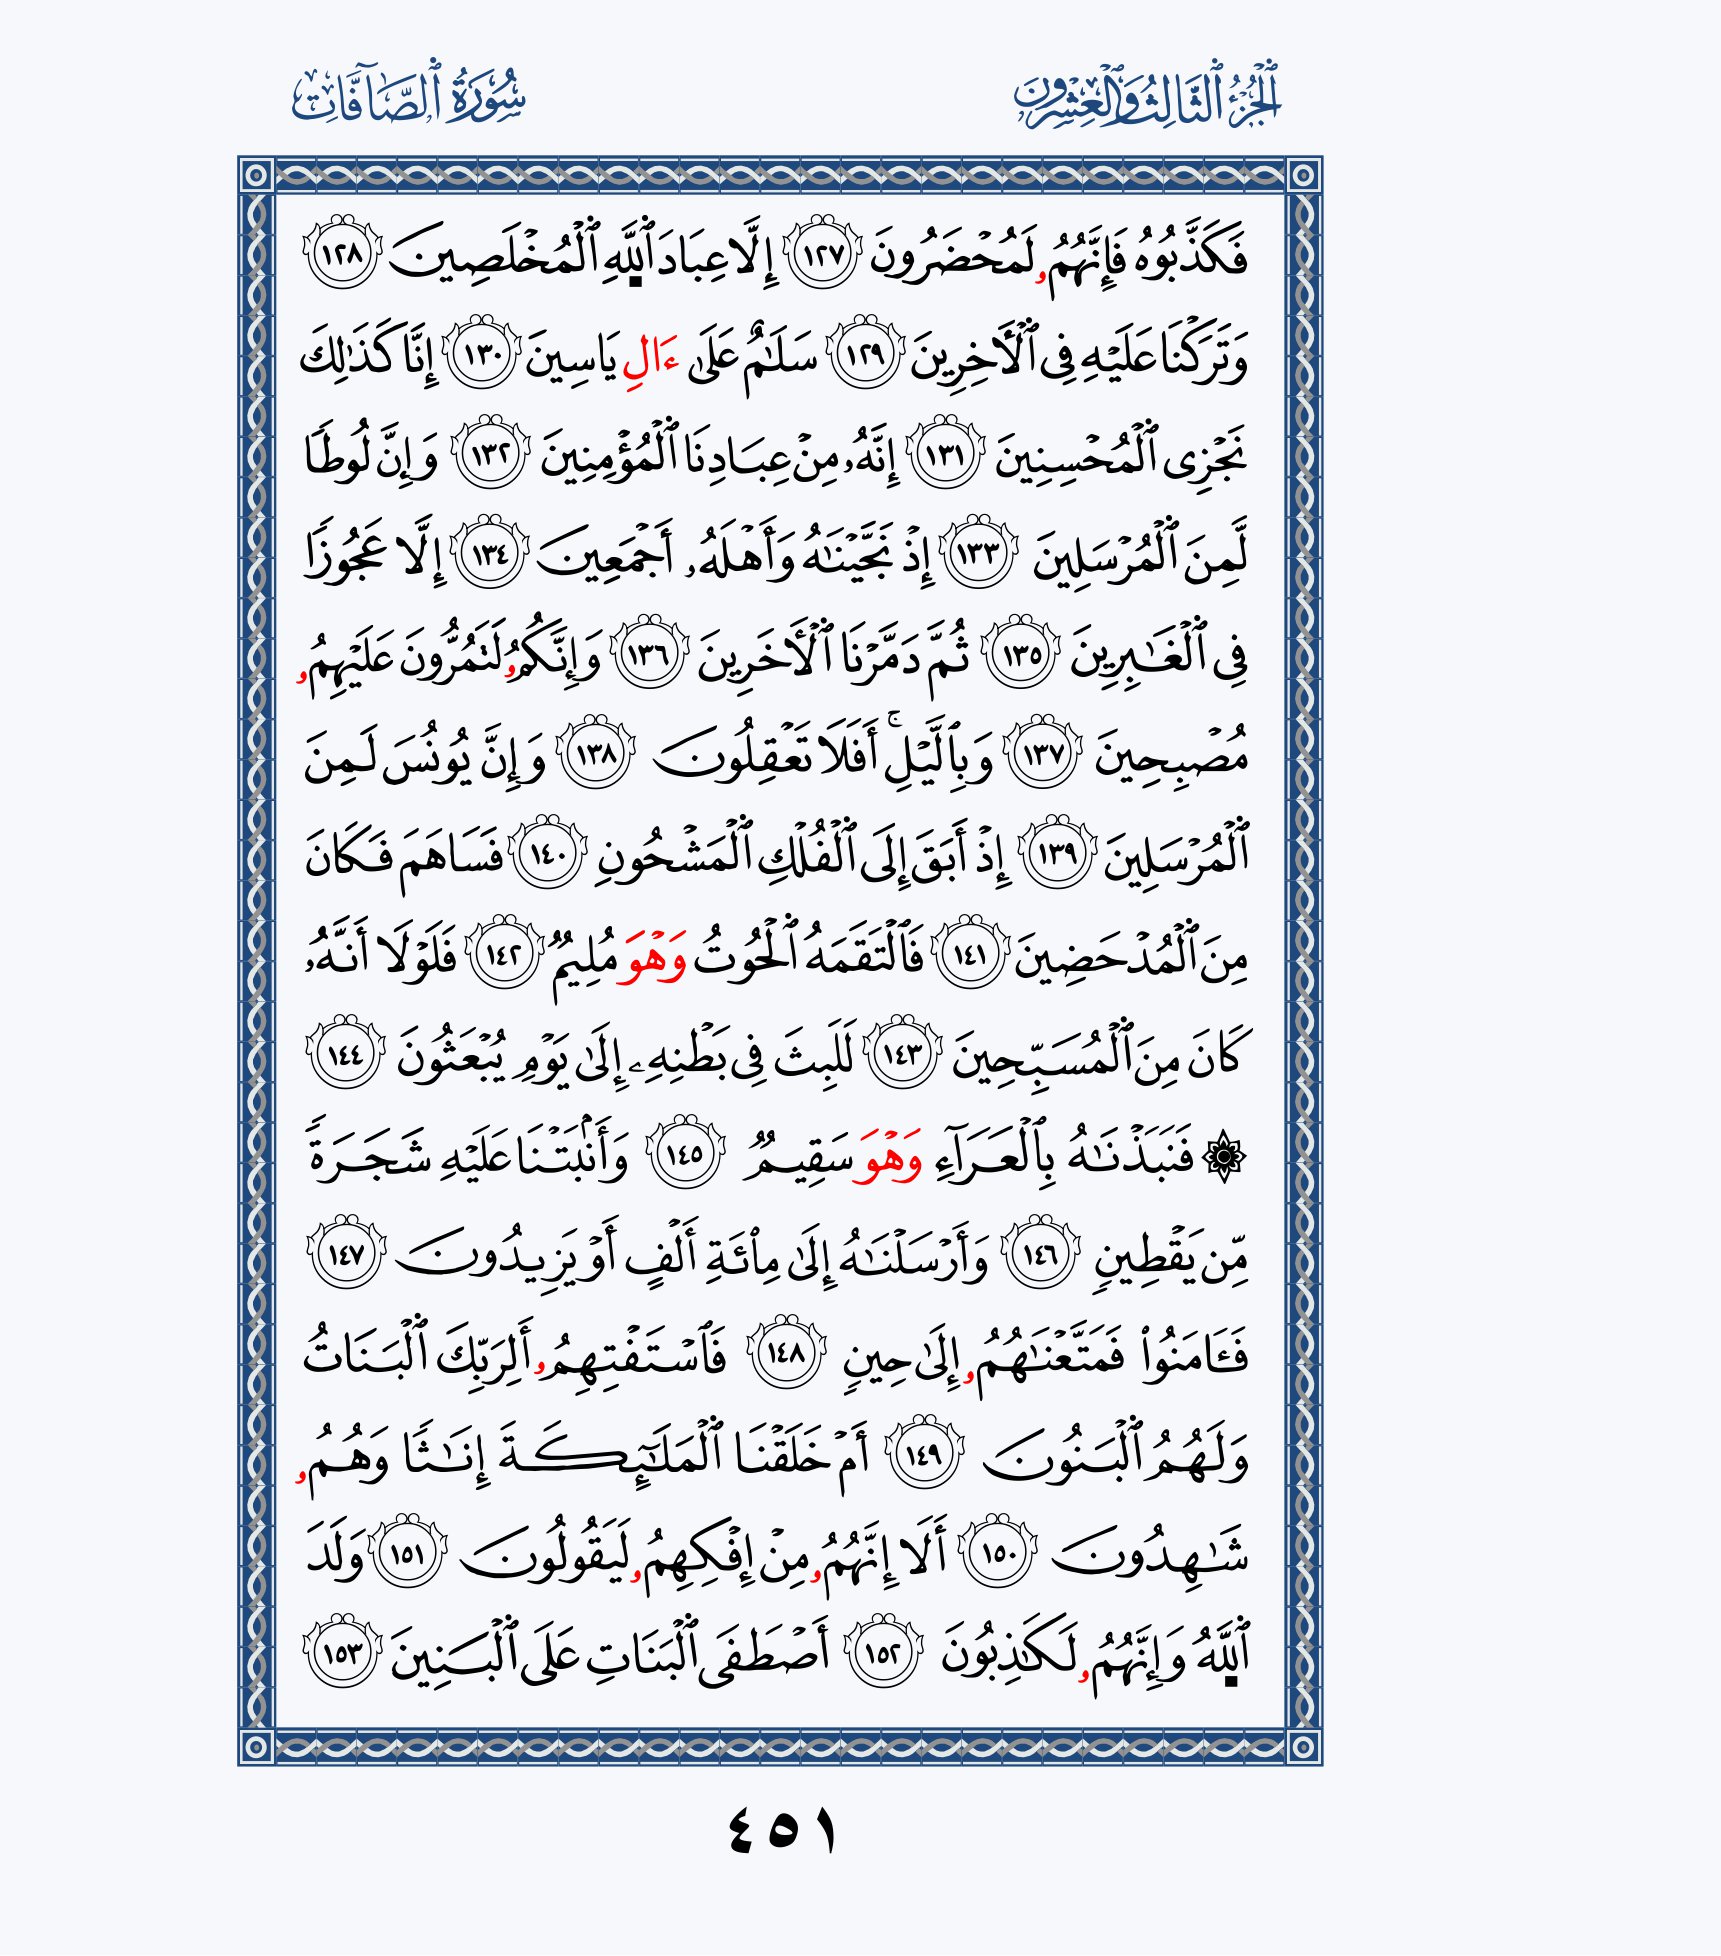 ٱلۡجُزۡءُ ٱلثَّالِثُ وَٱلۡعِشۡرُونَ
سُورَةُ ٱلصَّآفَّاتِ
فَكَذَّبُوهُ فَإِنَّهُمُۥ لَمُحۡضَرُونَ ١٢٧ إِلَّا عِبَادَ ٱللَّهِ ٱلۡمُخۡلَصِينَ ١٢٨
وَتَرَكۡنَا عَلَيۡهِ فِي ٱلۡأٓخِرِينَ ١٢٩ سَلَٰمٌ عَلَىٰ ءَالِ يَاسِينَ ١٣٠ إِنَّا كَذَٰلِكَ
نَجۡزِي ٱلۡمُحۡسِنِينَ ١٣١ إِنَّهُۥ مِنۡ عِبَادِنَا ٱلۡمُؤۡمِنِينَ ١٣٢ وَإِنَّ لُوطٗا
لَّمِنَ ٱلۡمُرۡسَلِينَ ١٣٣ إِذۡ نَجَّيۡنَٰهُ وَأَهۡلَهُۥ أَجۡمَعِينَ ١٣٤ إِلَّا عَجُوزٗا
فِي ٱلۡغَٰبِرِينَ ١٣٥ ثُمَّ دَمَّرۡنَا ٱلۡأٓخَرِينَ ١٣٦ وَإِنَّكُمُۥ لَتَمُرُّونَ عَلَيۡهِمُۥ
مُصۡبِحِينَ ١٣٧ وَبِٱلَّيۡلِۚ أَفَلَا تَعۡقِلُونَ ١٣٨ وَإِنَّ يُونُسَ لَمِنَ
ٱلۡمُرۡسَلِينَ ١٣٩ إِذۡ أَبَقَ إِلَى ٱلۡفُلۡكِ ٱلۡمَشۡحُونِ ١٤٠ فَسَاهَمَ فَكَانَ
مِنَ ٱلۡمُدۡحَضِينَ ١٤١ فَٱلۡتَقَمَهُ ٱلۡحُوتُ وَهۡوَ مُلِيمٞ ١٤٢ فَلَوۡلَآ أَنَّهُۥ
كَانَ مِنَ ٱلۡمُسَبِّحِينَ ١٤٣ لَلَبِثَ فِي بَطۡنِهِۦ إِلَىٰ يَوۡمِ يُبۡعَثُونَ ١٤٤
۞ فَنَبَذۡنَٰهُ بِٱلۡعَرَآءِ وَهۡوَ سَقِيمٞ ١٤٥ وَأَنۢبَتۡنَا عَلَيۡهِ شَجَرَةٗ
مِّن يَقۡطِينٖ ١٤٦ وَأَرۡسَلۡنَٰهُ إِلَىٰ مِاْئَةِ أَلۡفٍ أَوۡ يَزِيدُونَ ١٤٧
فَـَٔامَنُواْ فَمَتَّعۡنَٰهُمُۥ إِلَىٰ حِينٖ ١٤٨ فَٱسۡتَفۡتِهِمُۥ أَلِرَبِّكَ ٱلۡبَنَاتُ
وَلَهُمُ ٱلۡبَنُونَ ١٤٩ أَمۡ خَلَقۡنَا ٱلۡمَلَٰٓئِكَةَ إِنَٰثٗا وَهُمُۥ
شَٰهِدُونَ ١٥٠ أَلَآ إِنَّهُمُۥ مِنۡ إِفۡكِهِمُۥ لَيَقُولُونَ ١٥١ وَلَدَ
ٱللَّهُ وَإِنَّهُمُۥ لَكَٰذِبُونَ ١٥٢ أَصۡطَفَى ٱلۡبَنَاتِ عَلَى ٱلۡبَنِينَ ١٥٣
٤٥١